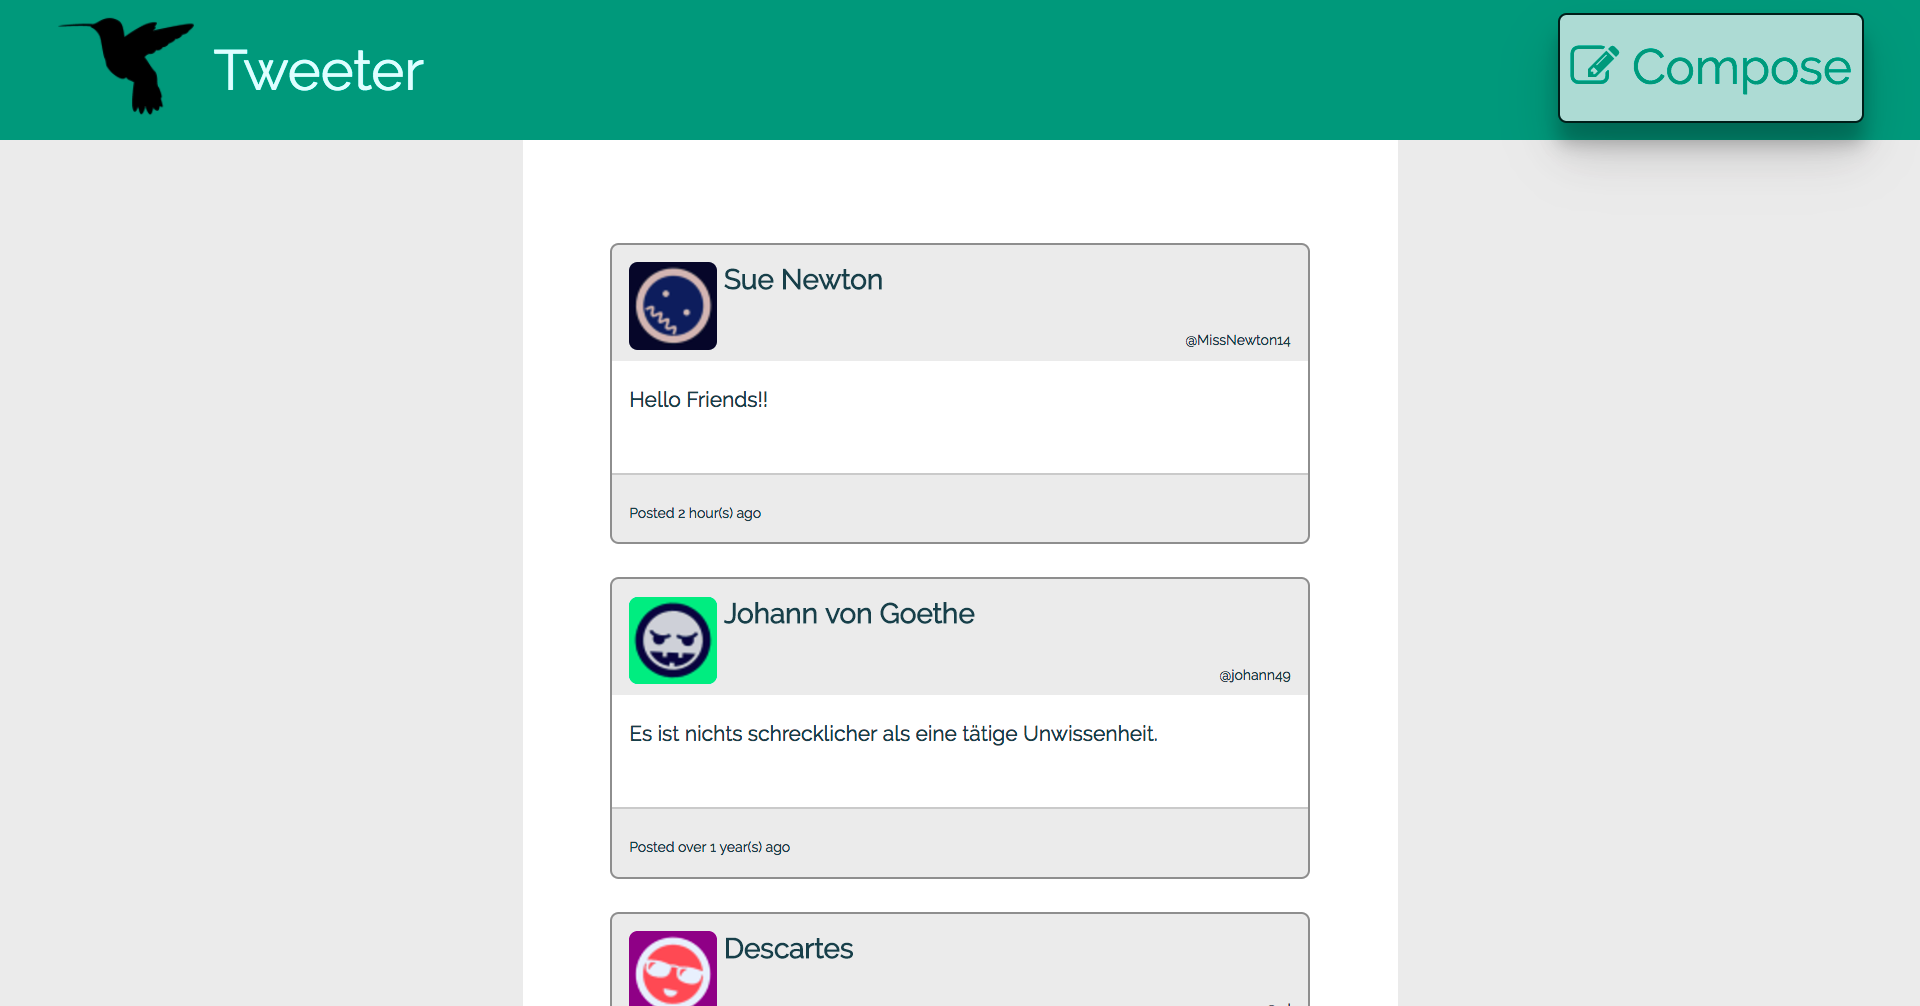 Tweeter
Compose
Sue Newton
@MissNewton14
Hello Friends!!
Posted 2 hour(s) ago
Johann von Goethe
@johann49
Es ist nichts schrecklicher als eine tätige Unwissenheit.
Posted over 1 year(s) ago
Descartes